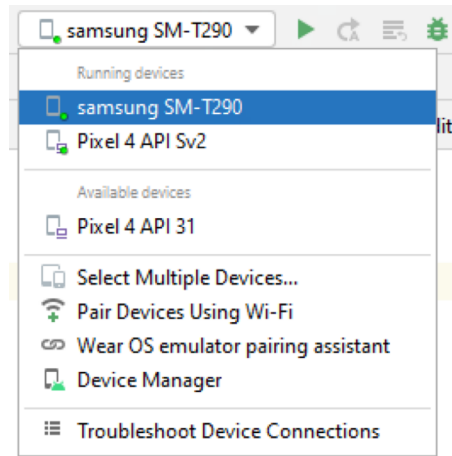 samsung SM-T290
Running devices
samsung SM-T290
Pixel 4 API Sv2
Available devices
Pixel 4 API 31
Select Multiple Devices...
Pair Devices Using Wi-Fi
Wear OS emulator pairing assistant
Device Manager
Troubleshoot Device Connections